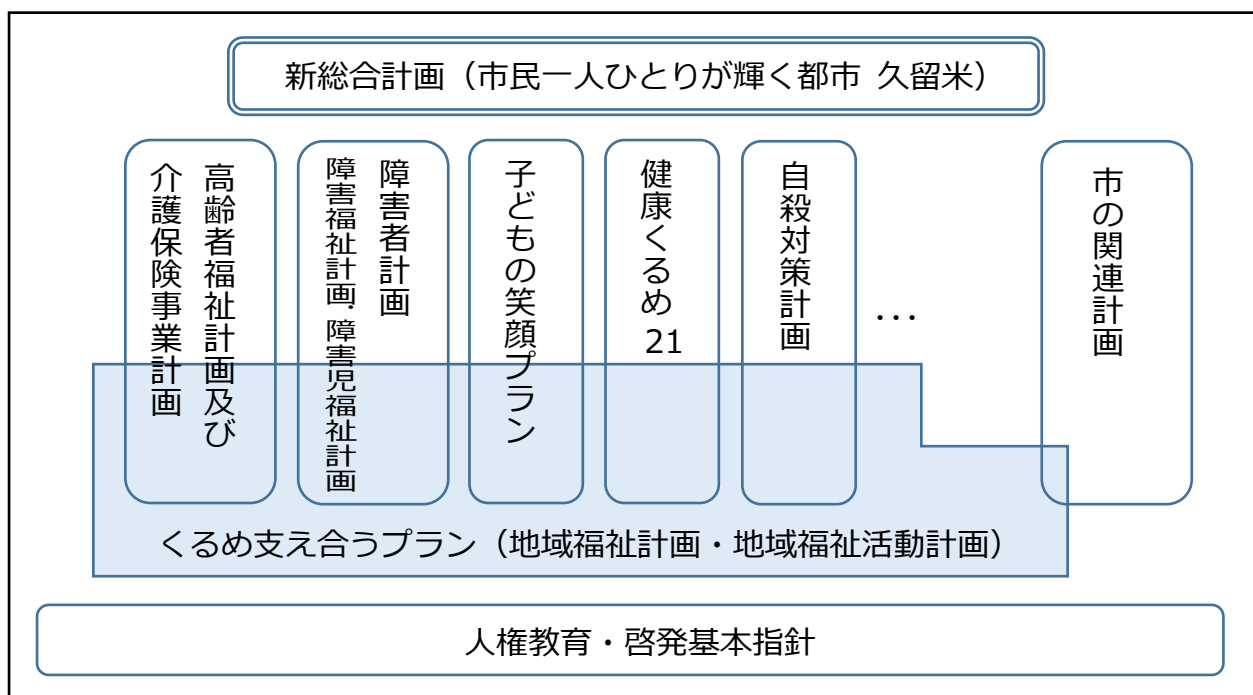 新総合計画（市民一人ひとりが輝く都市 久留米）
高齢者福祉計画及び
介護保険事業計画
障害者計画
障害福祉計画・障害児福祉計画
子どもの笑顔プラン
健康くるめ21
自殺対策計画
…
市の関連計画
くるめ支え合うプラン（地域福祉計画・地域福祉活動計画）
人権教育・啓発基本指針